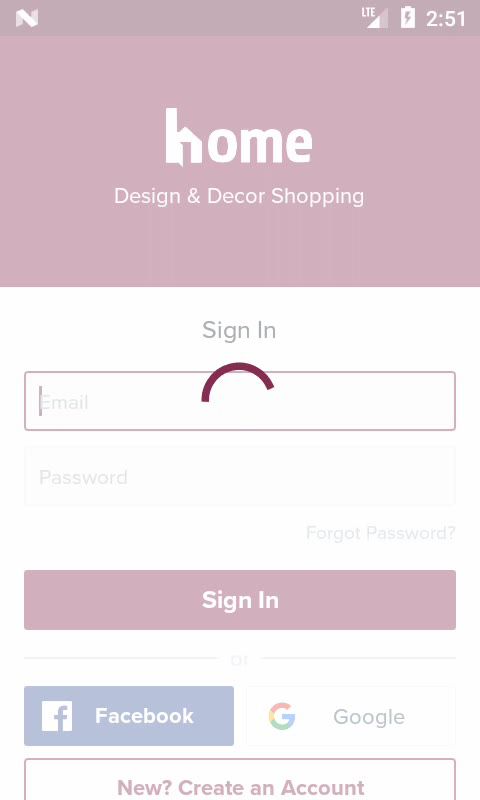 LTE 2:51
home
Design & Decor Shopping
Sign In
Email
Password
Forgot Password?
Sign In
or
Facebook
Google
New? Create an Account